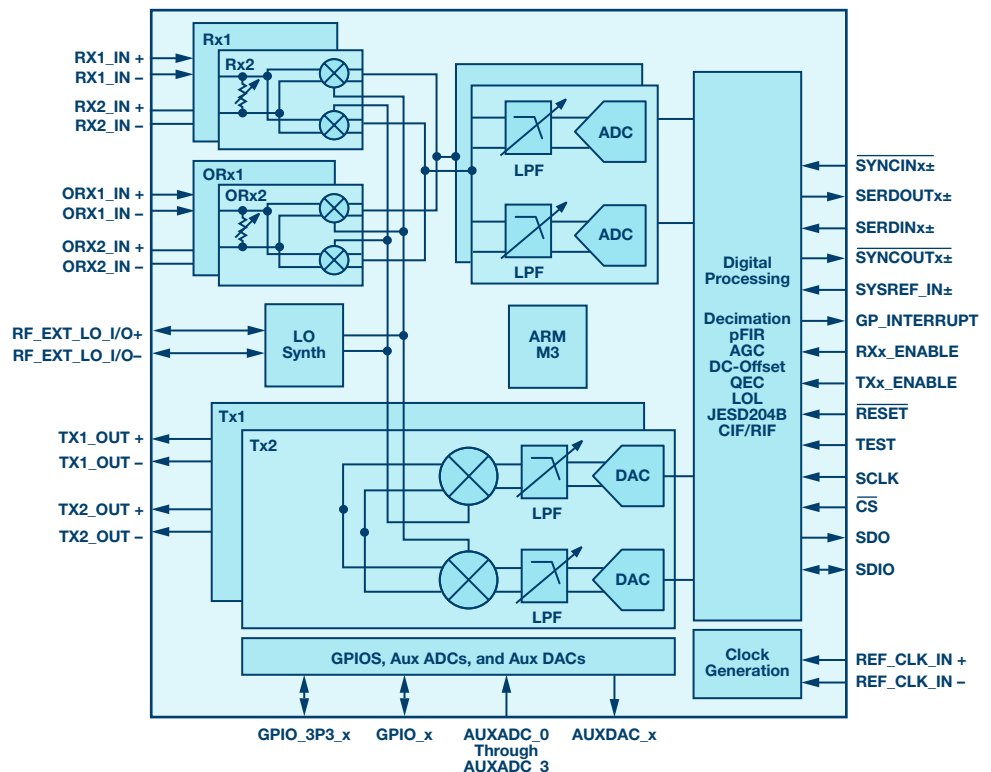 Rx1
Rx2
RX1_IN +
RX1_IN –
RX2_IN +
RX2_IN –
ORx1
ORx2
ORX1_IN +
ORX1_IN –
ORX2_IN +
ORX2_IN –
LPF
ADC
LPF
ADC
RF_EXT_LO_I/O+
RF_EXT_LO_I/O–
LO
Synth
ARM
M3
Tx1
Tx2
TX1_OUT +
TX1_OUT –
TX2_OUT +
TX2_OUT –
LPF
DAC
LPF
DAC
Digital
Processing
Decimation
pFIR
AGC
DC-Offset
QEC
LOL
JESD204B
CIF/RIF
SYNCINx±
SERDOUTx±
SERDINx±
SYNCOUTx±
SYSREF_IN±
GP_INTERRUPT
RXx_ENABLE
TXx_ENABLE
RESET
TEST
SCLK
CS
SDO
SDIO
Clock
Generation
REF_CLK_IN +
REF_CLK_IN –
GPIOS, Aux ADCs, and Aux DACs
GPIO_3P3_x
GPIO_x
AUXADC_0
Through
AUXADC_3
AUXDAC_x